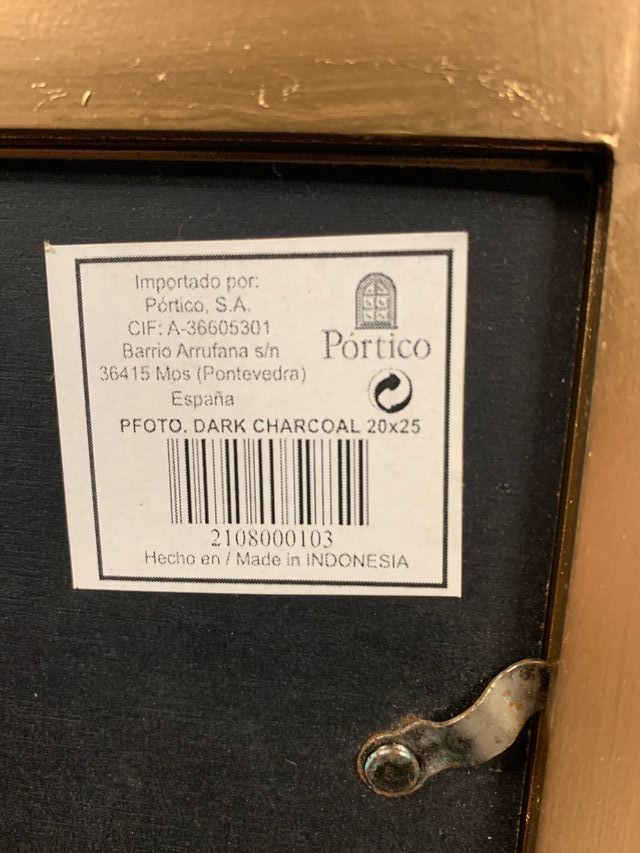 Importado por:
Pórtico, S.A.
CIF: A-36605301
Barrio Arrufana s/n
36415 Mos (Pontevedra)
España
Pórtico
PFOTO. DARK CHARCOAL 20x25
2108000103
Hecho en / Made in INDONESIA